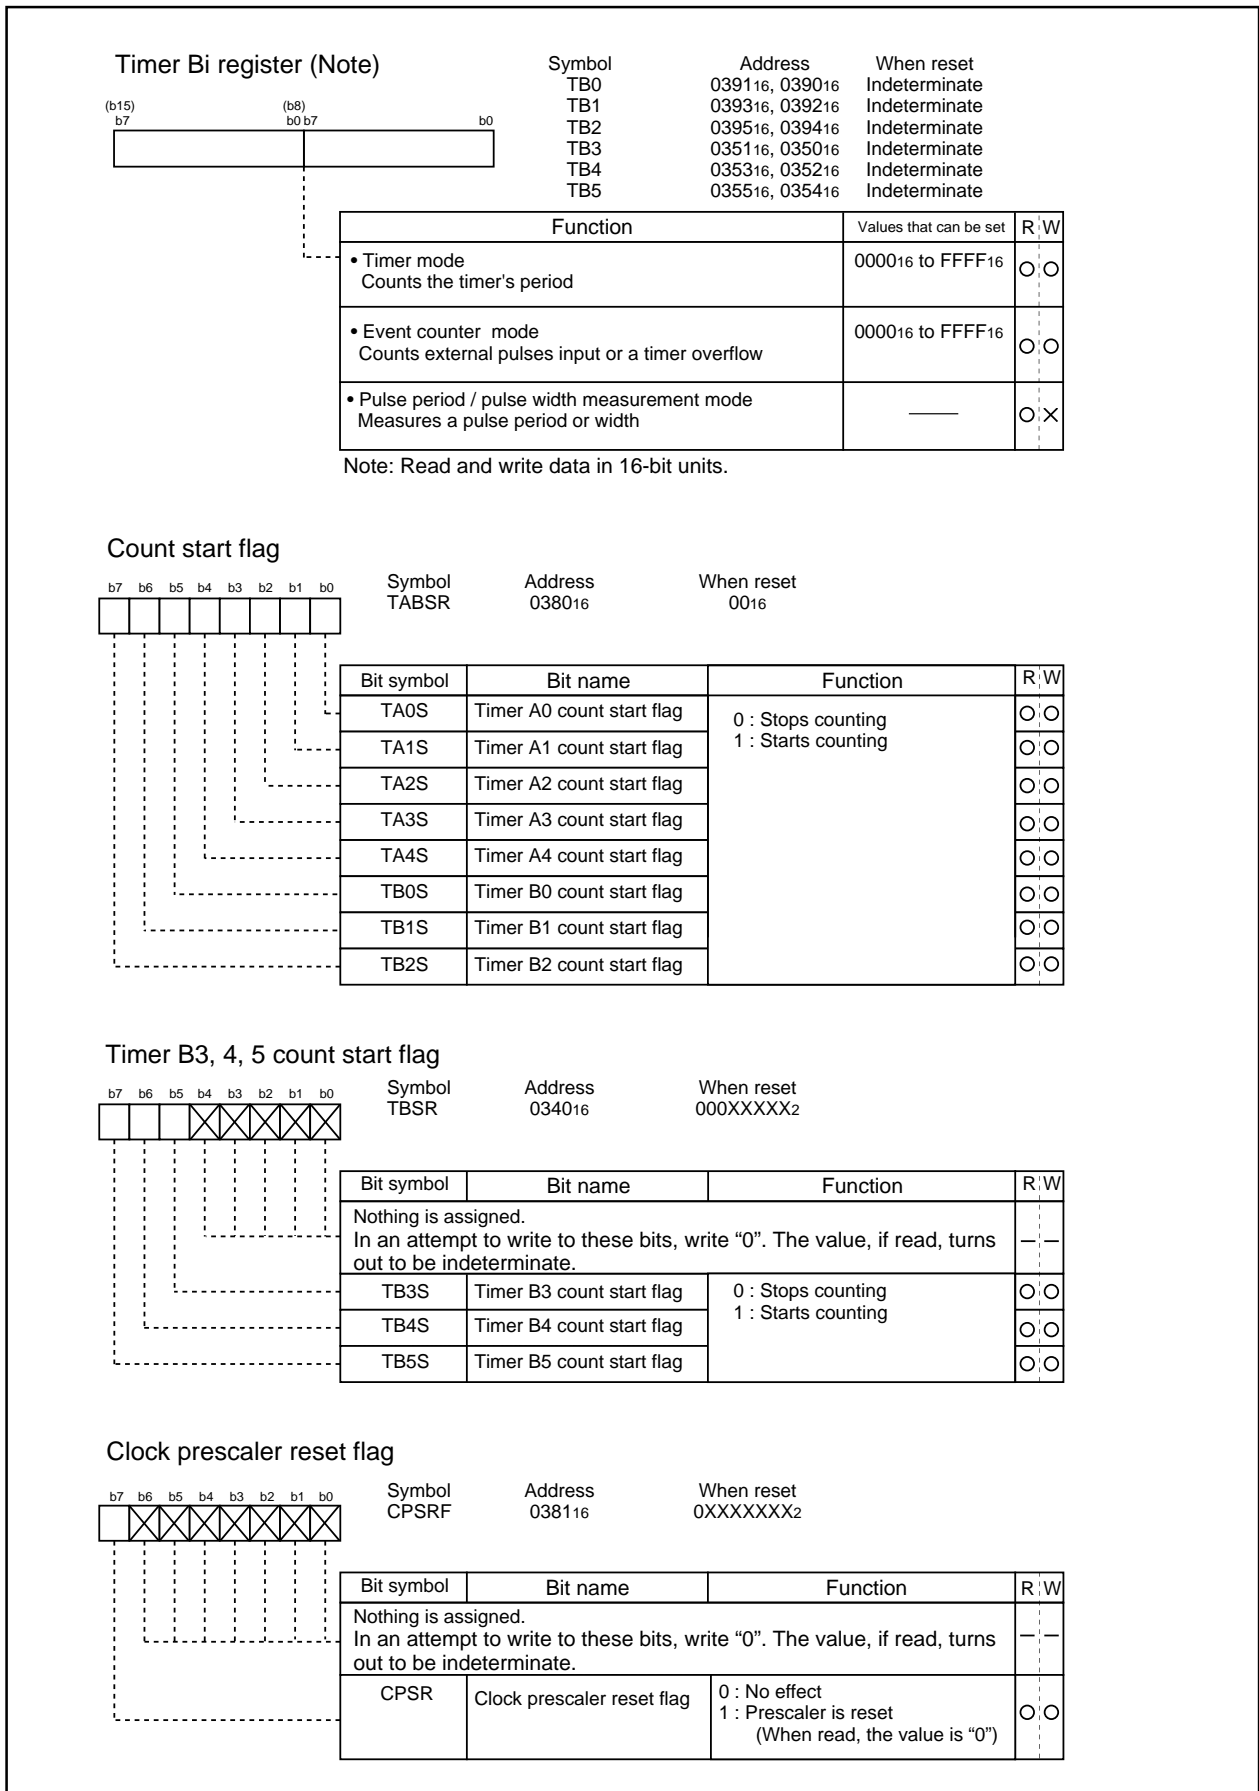 Timer Bi register (Note)
Symbol Address When reset
TB0 039116, 039016 Indeterminate
TB1 039316, 039216 Indeterminate
TB2 039516, 039416 Indeterminate
TB3 035116, 035016 Indeterminate
TB4 035316, 035216 Indeterminate
TB5 035516, 035416 Indeterminate
(b15) (b8)
b7 b0 b7 b0
Function Values that can be set R W
• Timer mode 000016 to FFFF16
Counts the timer's period
• Event counter mode 000016 to FFFF16
Counts external pulses input or a timer overflow
• Pulse period / pulse width measurement mode
Measures a pulse period or width
Note: Read and write data in 16-bit units.
Count start flag
b7 b6 b5 b4 b3 b2 b1 b0
Symbol Address When reset
TABSR 038016 0016
Bit symbol Bit name Function R W
TA0S Timer A0 count start flag 0 : Stops counting
1 : Starts counting
TA1S Timer A1 count start flag
TA2S Timer A2 count start flag
TA3S Timer A3 count start flag
TA4S Timer A4 count start flag
TB0S Timer B0 count start flag
TB1S Timer B1 count start flag
TB2S Timer B2 count start flag
Timer B3, 4, 5 count start flag
b7 b6 b5 b4 b3 b2 b1 b0
Symbol Address When reset
TBSR 034016 000XXXXX2
Bit symbol Bit name Function R W
Nothing is assigned.
In an attempt to write to these bits, write “0”. The value, if read, turns — —
out to be indeterminate.
TB3S Timer B3 count start flag 0 : Stops counting
1 : Starts counting
TB4S Timer B4 count start flag
TB5S Timer B5 count start flag
Clock prescaler reset flag
b7 b6 b5 b4 b3 b2 b1 b0
Symbol Address When reset
CPSRF 038116 0XXXXXXX2
Bit symbol Bit name Function R W
Nothing is assigned.
In an attempt to write to these bits, write “0”. The value, if read, turns — —
out to be indeterminate.
CPSR Clock prescaler reset flag 0 : No effect
1 : Prescaler is reset
(When read, the value is “0”)